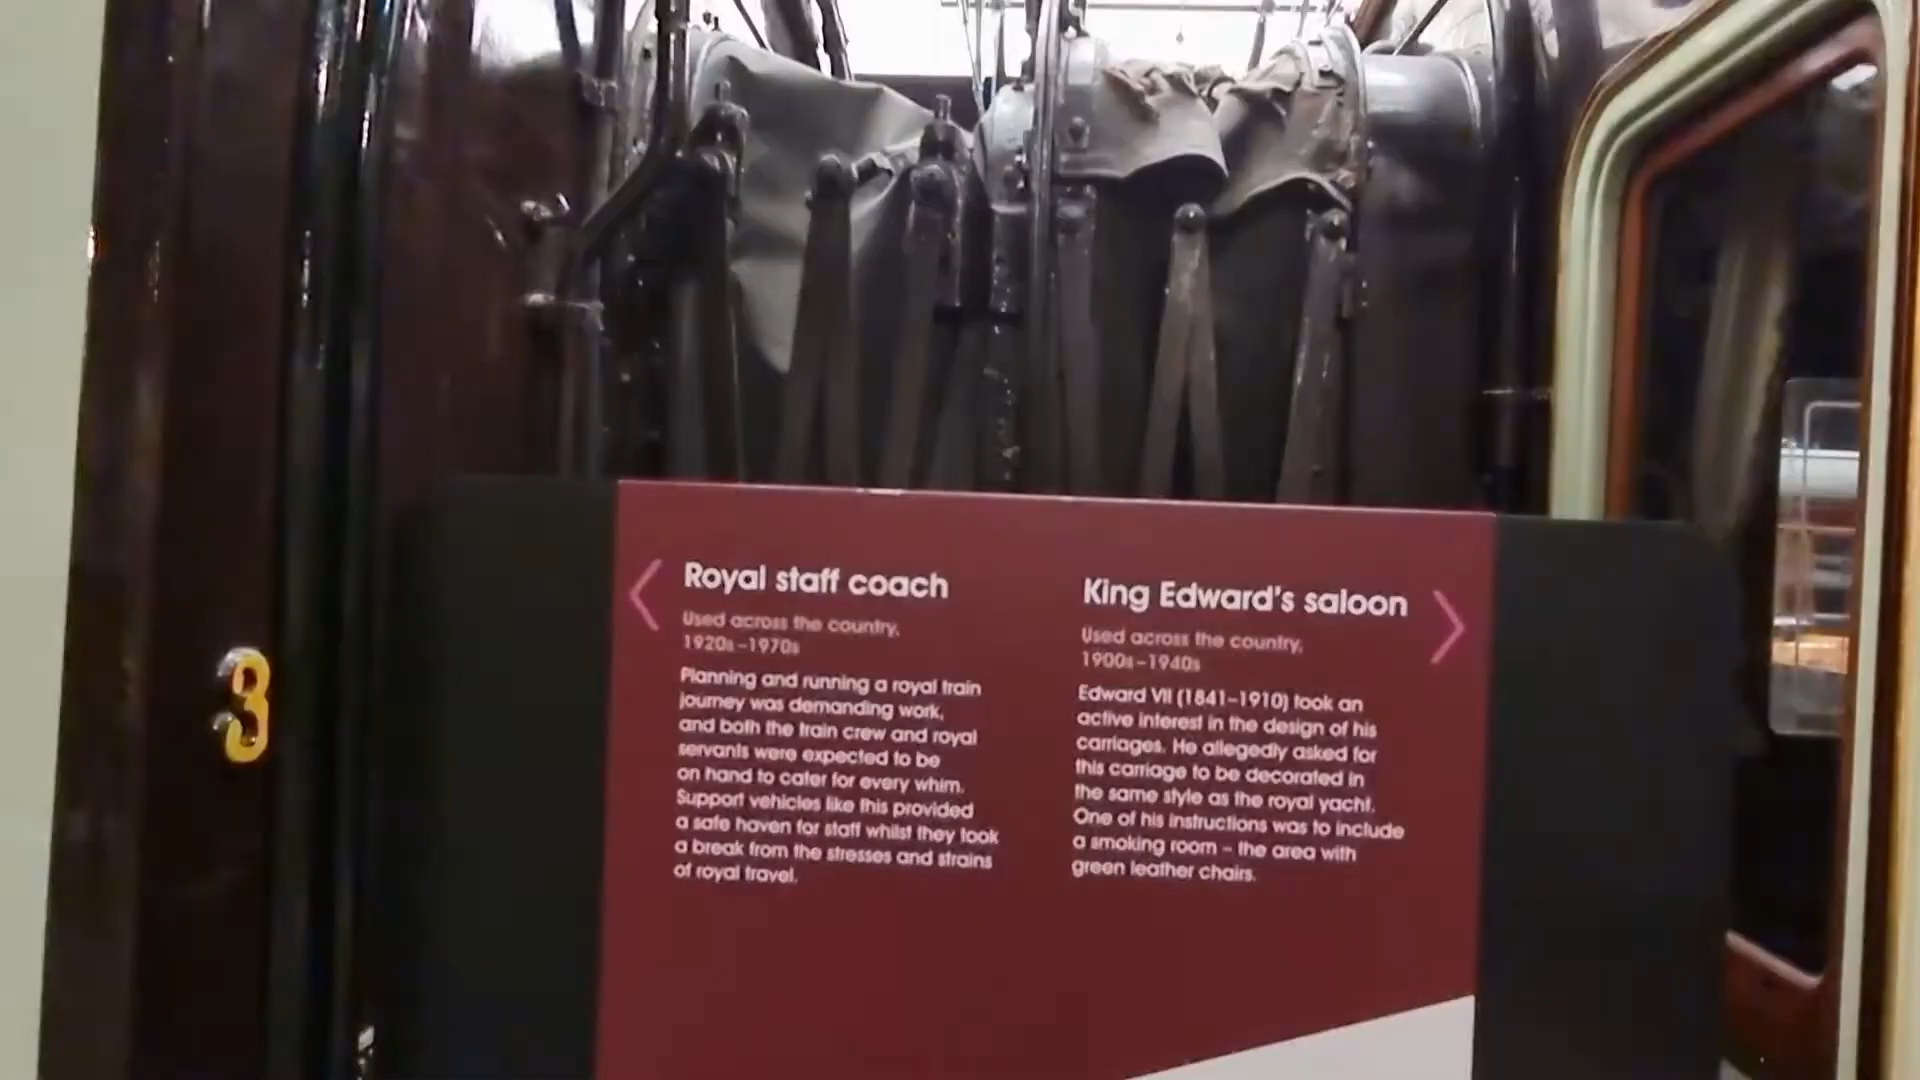 3
Royal staff coach
Used across the country,
1920s–1970s
Planning and running a royal train
journey was demanding work,
and both the train crew and royal
servants were expected to be
on hand to cater for every whim.
Support vehicles like this provided
a safe haven for staff whilst they took
a break from the stresses and strains
of royal travel.
King Edward's saloon
Used across the country,
1900s–1940s
Edward VII (1841–1910) took an
active interest in the design of his
carriages. He allegedly asked for
this carriage to be decorated in
the same style as the royal yacht.
One of his instructions was to include
a smoking room – the area with
green leather chairs.